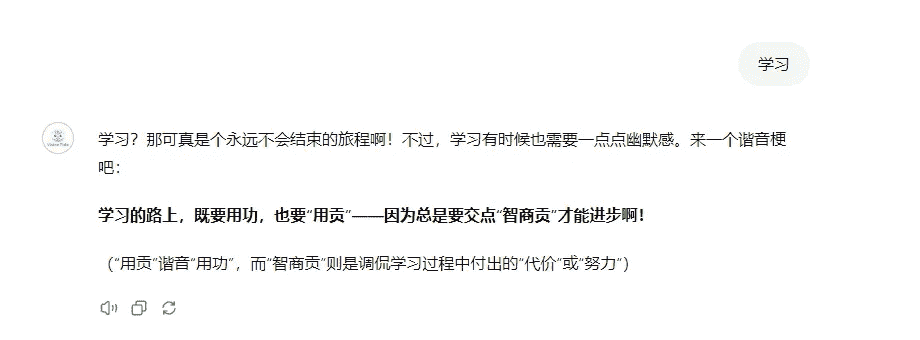 学习
学习？那可真是个永远不会结束的旅程啊！不过，学习有时候也需要一点点幽默感。来一个谐音梗
吧：
学习的路上，既要用功，也要“用贡”——因为总是要交点“智商贡”才能进步啊！
（“用贡”谐音“用功”，而“智商贡”则是调侃学习过程中付出的“代价”或“努力”）